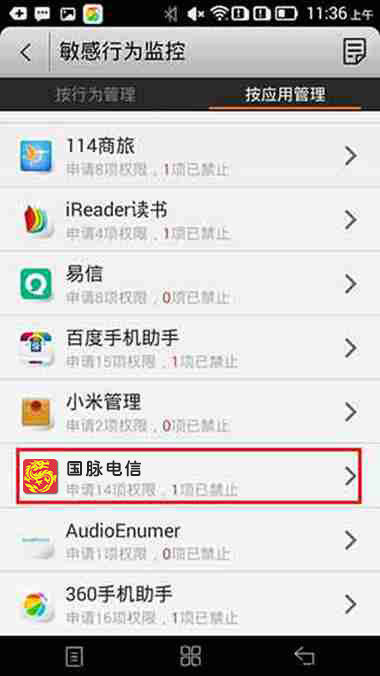 11:36 上午
敏感行为监控
按行为管理
按应用管理
114商旅
申请8项权限，1项已禁止
iReader读书
申请4项权限，1项已禁止
易信
申请8项权限，0项已禁止
百度手机助手
申请15项权限，1项已禁止
小米管理
申请2项权限，0项已禁止
国脉电信
申请14项权限，1项已禁止
AudioEnumer
申请1项权限，0项已禁止
360手机助手
申请16项权限，1项已禁止